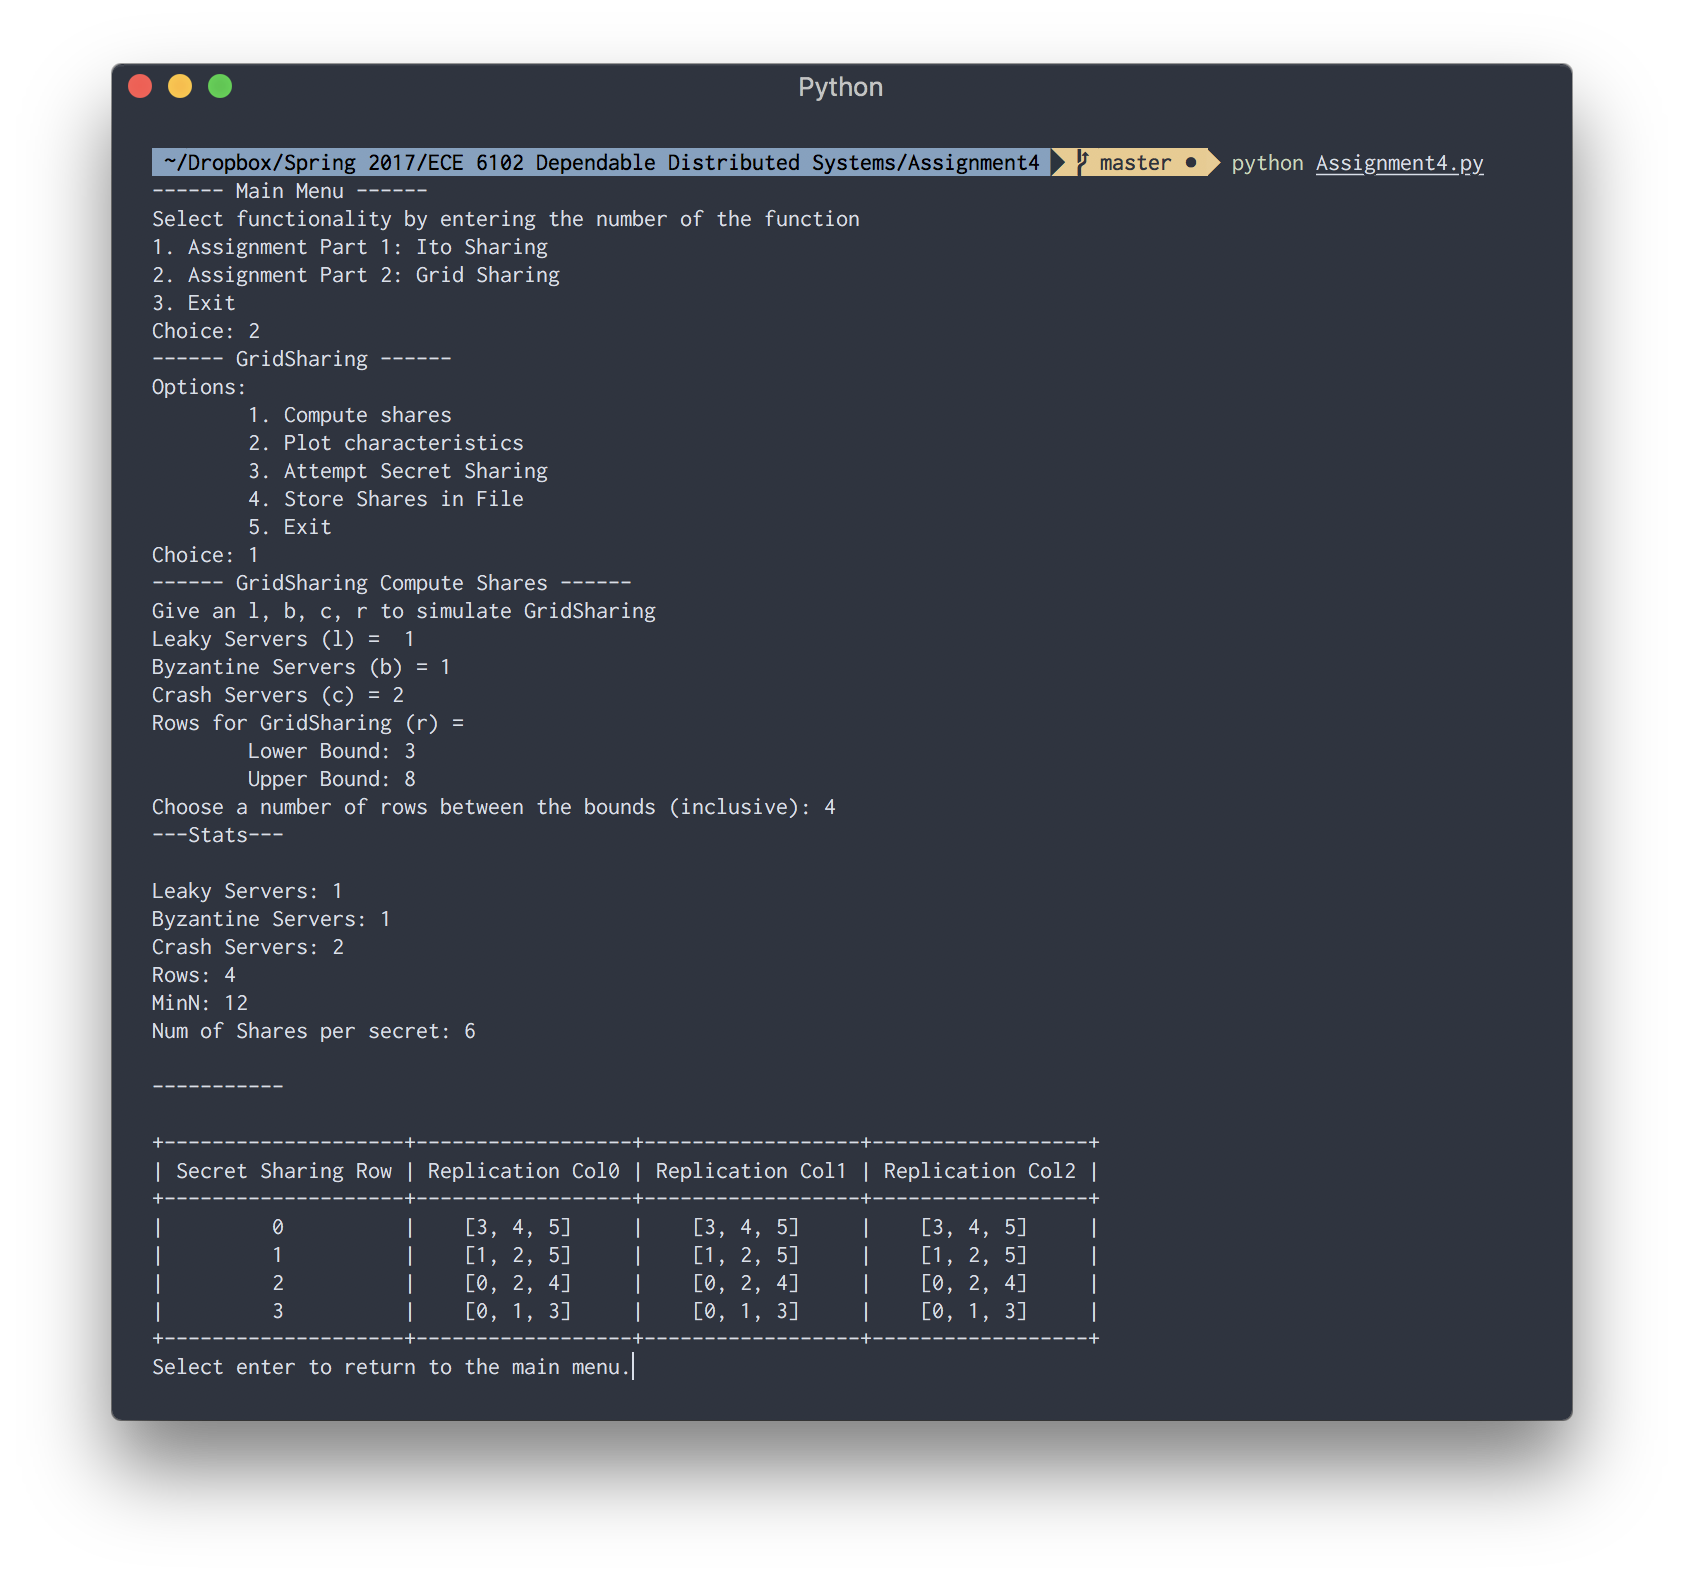 Python
~/Dropbox/Spring 2017/ECE 6102 Dependable Distributed Systems/Assignment4 master ● python Assignment4.py
------ Main Menu ------
Select functionality by entering the number of the function
1. Assignment Part 1: Ito Sharing
2. Assignment Part 2: Grid Sharing
3. Exit
Choice: 2
------ GridSharing ------
Options:
        1. Compute shares
        2. Plot characteristics
        3. Attempt Secret Sharing
        4. Store Shares in File
        5. Exit
Choice: 1
------ GridSharing Compute Shares ------
Give an l, b, c, r to simulate GridSharing
Leaky Servers (l) =  1
Byzantine Servers (b) = 1
Crash Servers (c) = 2
Rows for GridSharing (r) =
        Lower Bound: 3
        Upper Bound: 8
Choose a number of rows between the bounds (inclusive): 4
---Stats---
Leaky Servers: 1
Byzantine Servers: 1
Crash Servers: 2
Rows: 4
MinN: 12
Num of Shares per secret: 6
-----------
+--------------------+------------------+------------------+------------------+
| Secret Sharing Row | Replication Col0 | Replication Col1 | Replication Col2 |
+--------------------+------------------+------------------+------------------+
|         0          |    [3, 4, 5]     |    [3, 4, 5]     |    [3, 4, 5]     |
|         1          |    [1, 2, 5]     |    [1, 2, 5]     |    [1, 2, 5]     |
|         2          |    [0, 2, 4]     |    [0, 2, 4]     |    [0, 2, 4]     |
|         3          |    [0, 1, 3]     |    [0, 1, 3]     |    [0, 1, 3]     |
+--------------------+------------------+------------------+------------------+
Select enter to return to the main menu.